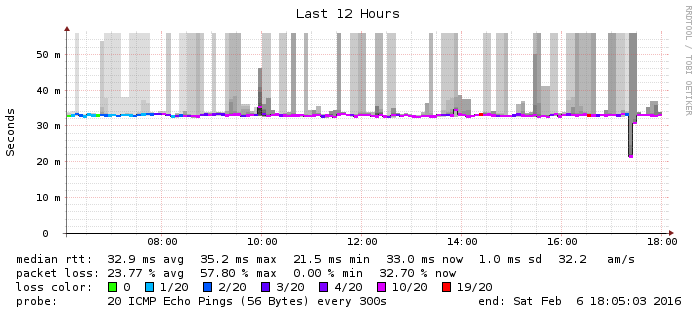 Last 12 Hours
RRDTOOL / TOBI OETIKER
Seconds
50 m
40 m
30 m
20 m
10 m
0
08:00 10:00 12:00 14:00 16:00 18:00
median rtt: 32.9 ms avg 35.2 ms max 21.5 ms min 33.0 ms now 1.0 ms sd 32.2 am/s
packet loss: 23.77 % avg 57.80 % max 0.00 % min 32.70 % now
loss color: 0 1/20 2/20 3/20 4/20 10/20 19/20
probe: 20 ICMP Echo Pings (56 Bytes) every 300s end: Sat Feb 6 18:05:03 2016